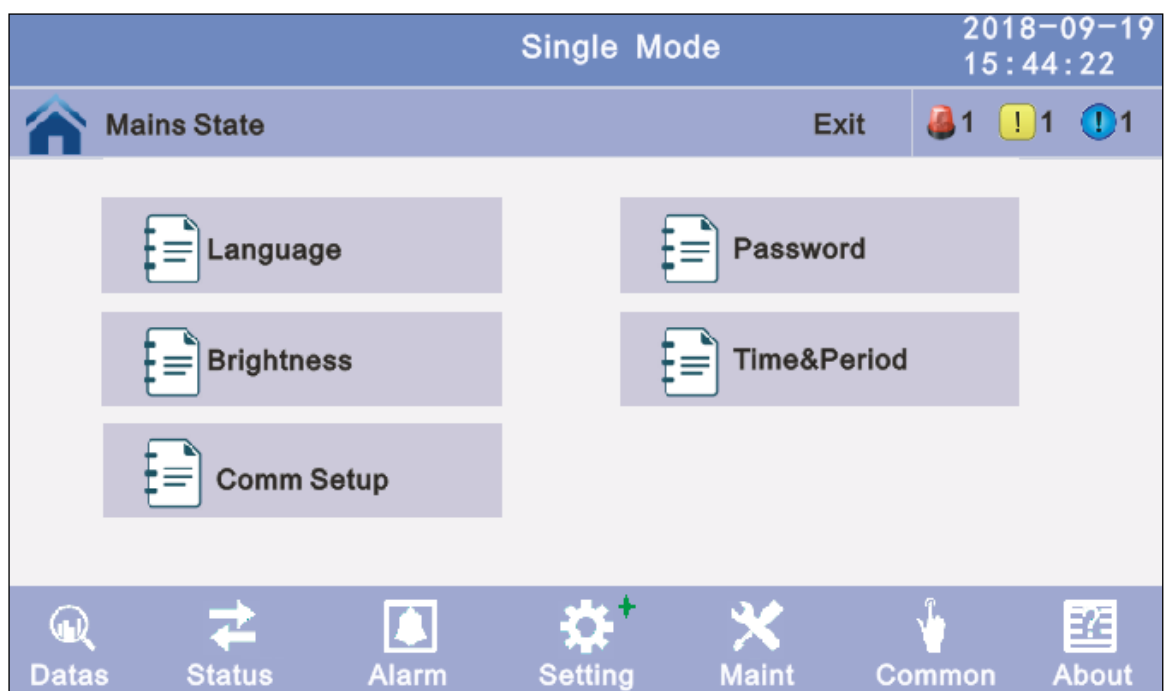 Single Mode
2018-09-19
15:44:22
Mains State
Exit
1
! 1
! 1
Language
Password
Brightness
Time&Period
Comm Setup
?
Datas
Status
Alarm
Setting
Maint
Common
About